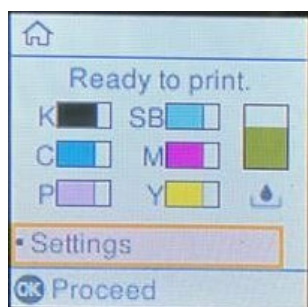 Ready to print.
K SB
C M
P Y
▪ Settings
OK Proceed